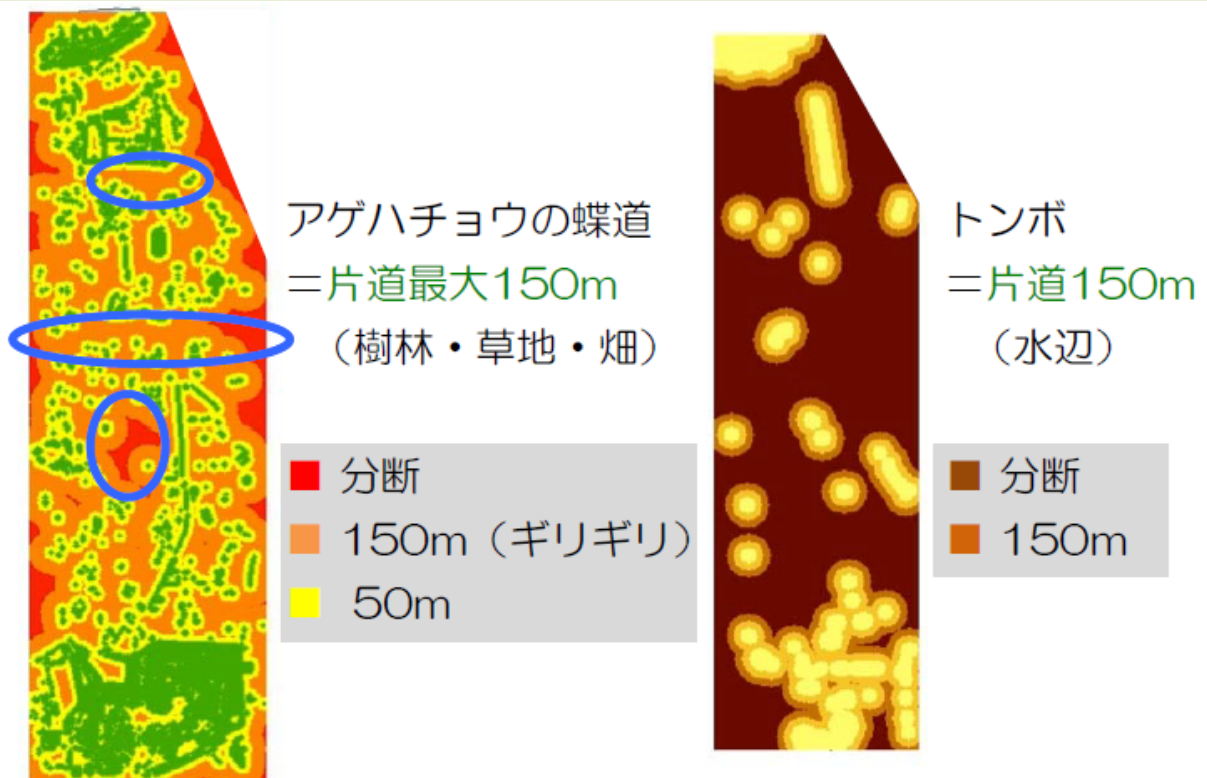 アゲハチョウの蝶道
＝片道最大150m
（樹林・草地・畑）
分断
150m（ギリギリ）
50m
トンボ
＝片道150m
（水辺）
分断
150m